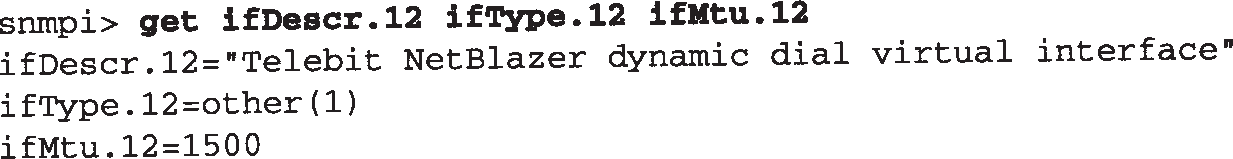 snmpi> get ifDescr.12 ifType.12 ifMtu.12
ifDescr.12="Telebit NetBlazer dynamic dial virtual interface"
ifType.12=other(1)
ifMtu.12=1500